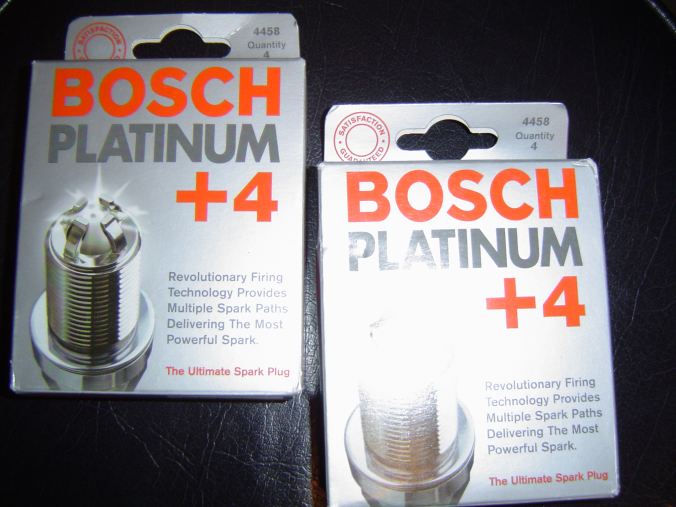 SATISFACTION
4458
Quantity
4
BOSCH
PLATINUM
+4
Revolutionary Firing
Technology Provides
Multiple Spark Paths
Delivering The Most
Powerful Spark.
The Ultimate Spark Plug
SATISFACTION
GUARANTEED
4458
Quantity
4
BOSCH
PLATINUM
+4
Revolutionary Firing
Technology Provides
Multiple Spark Paths
Delivering The Most
Powerful Spark.
The Ultimate Spark Plug